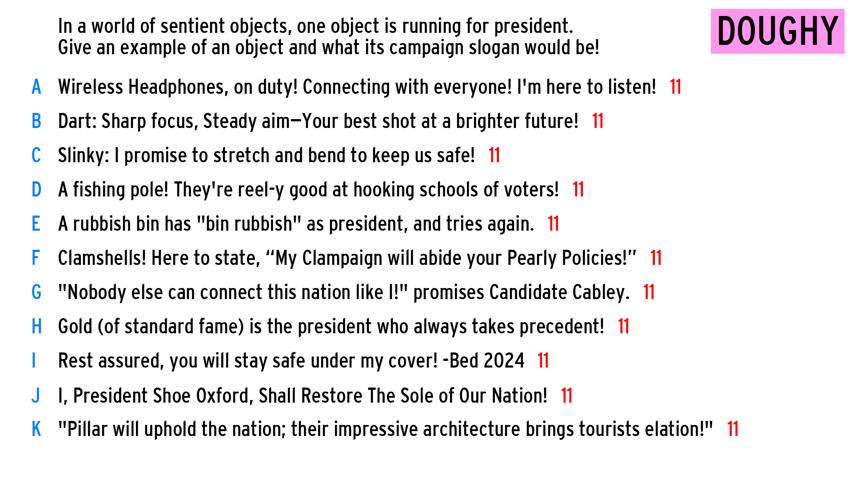 In a world of sentient objects, one object is running for president.
Give an example of an object and what its campaign slogan would be!
DOUGHY
A Wireless Headphones, on duty! Connecting with everyone! I'm here to listen! 11
B Dart: Sharp focus, Steady aim—Your best shot at a brighter future! 11
C Slinky: I promise to stretch and bend to keep us safe! 11
D A fishing pole! They're reel-y good at hooking schools of voters! 11
E A rubbish bin has "bin rubbish" as president, and tries again. 11
F Clamshells! Here to state, “My Clampaign will abide your Pearly Policies!” 11
G "Nobody else can connect this nation like I!" promises Candidate Cabley. 11
H Gold (of standard fame) is the president who always takes precedent! 11
I Rest assured, you will stay safe under my cover! -Bed 2024 11
J I, President Shoe Oxford, Shall Restore The Sole of Our Nation! 11
K "Pillar will uphold the nation; their impressive architecture brings tourists elation!" 11